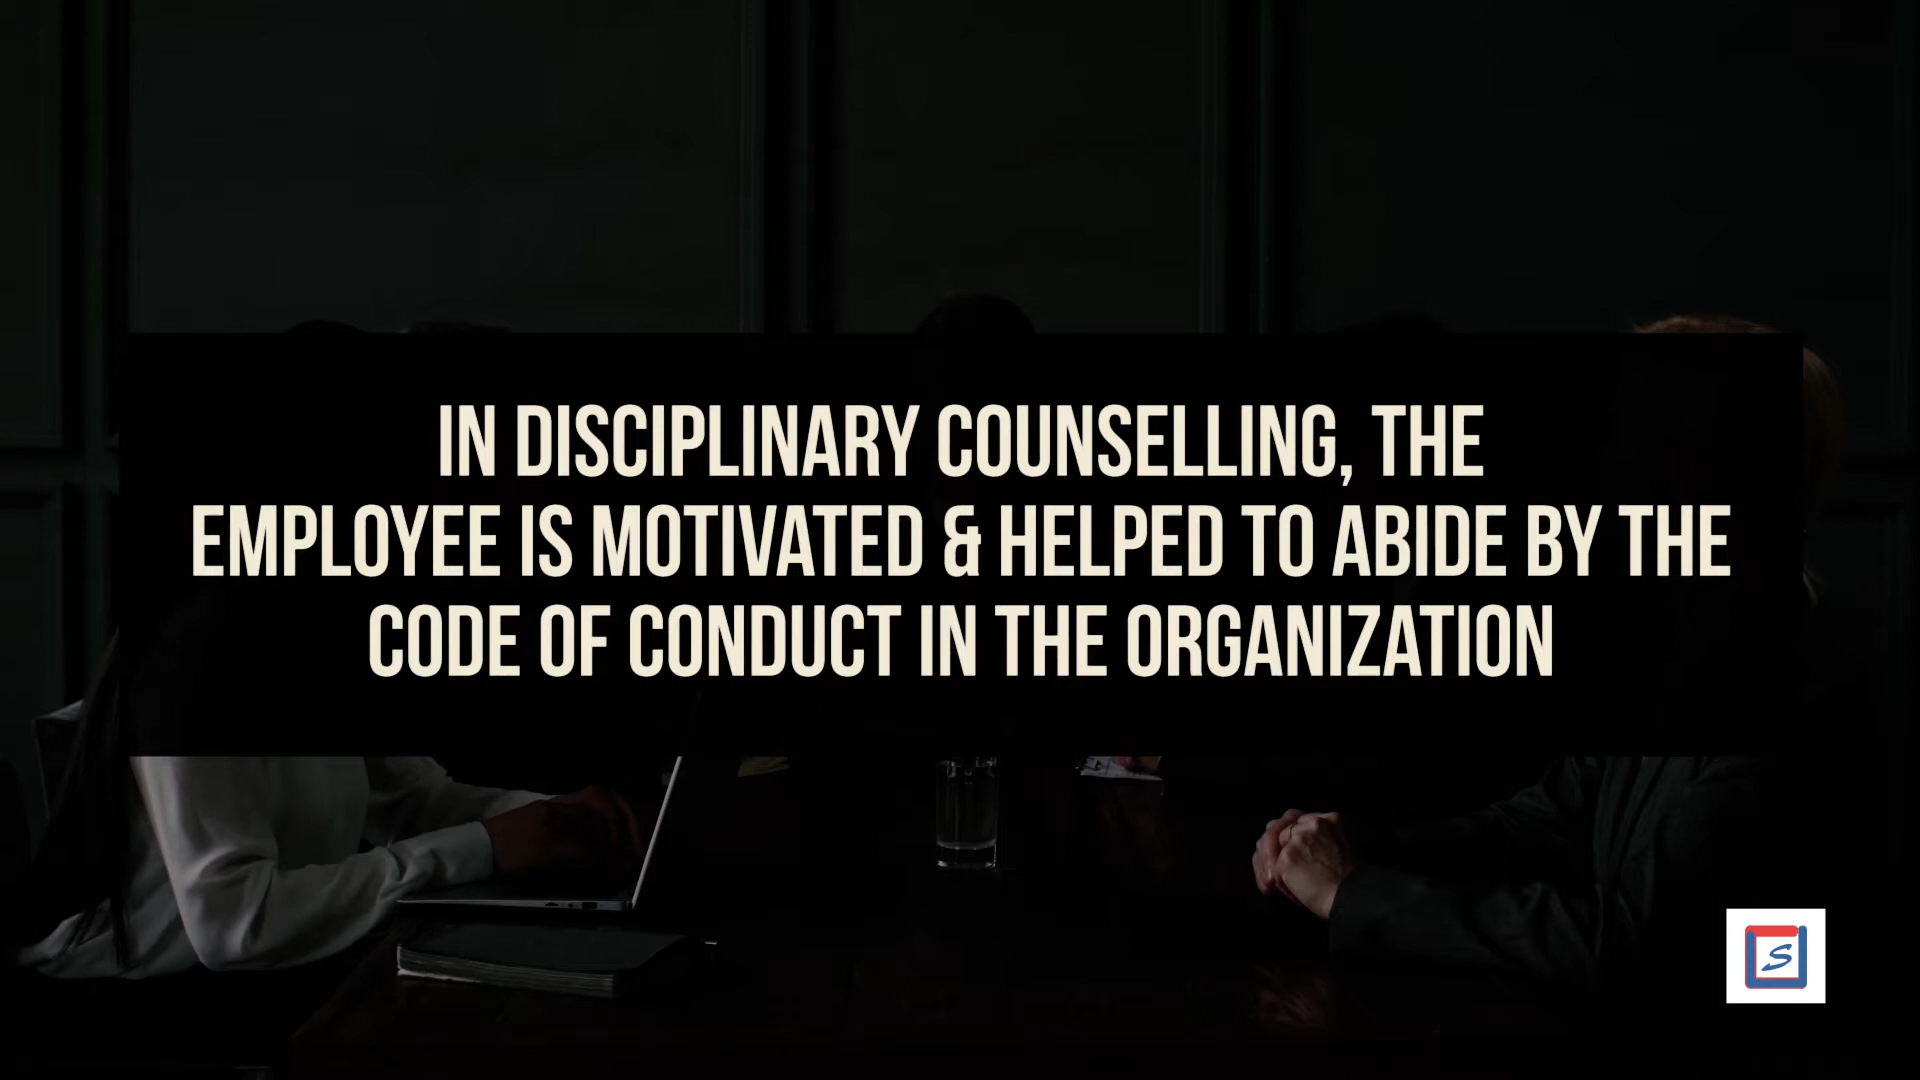 IN DISCIPLINARY COUNSELLING, THE
EMPLOYEE IS MOTIVATED & HELPED TO ABIDE BY THE
CODE OF CONDUCT IN THE ORGANIZATION
S